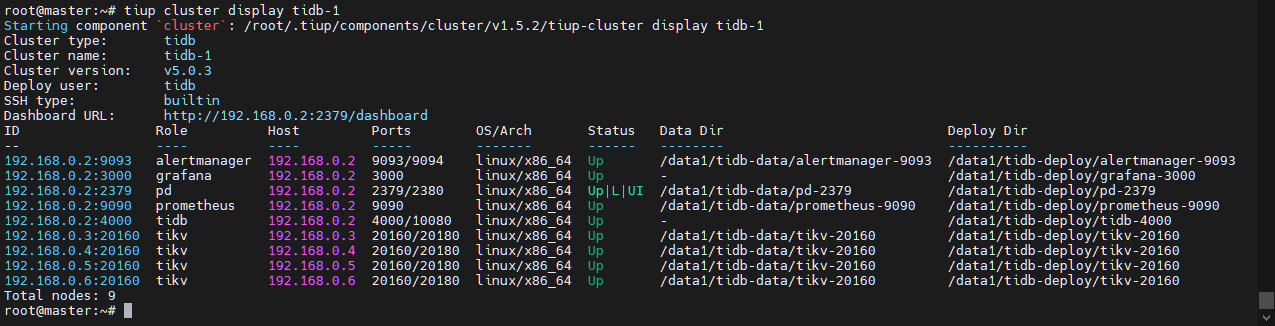 root@master:~# tiup cluster display tidb-1
Starting component `cluster`: /root/.tiup/components/cluster/v1.5.2/tiup-cluster display tidb-1
Cluster type:       tidb
Cluster name:       tidb-1
Cluster version:    v5.0.3
Deploy user:        tidb
SSH type:           builtin
Dashboard URL:      http://192.168.0.2:2379/dashboard
ID                 Role          Host         Ports        OS/Arch       Status  Data Dir                           Deploy Dir
--                 ----          ----         -----        -------       ------  --------                           ----------
192.168.0.2:9093   alertmanager  192.168.0.2  9093/9094    linux/x86_64  Up      /data1/tidb-data/alertmanager-9093  /data1/tidb-deploy/alertmanager-9093
192.168.0.2:3000   grafana       192.168.0.2  3000         linux/x86_64  Up      -                                  /data1/tidb-deploy/grafana-3000
192.168.0.2:2379   pd            192.168.0.2  2379/2380    linux/x86_64  Up|L|UI /data1/tidb-data/pd-2379           /data1/tidb-deploy/pd-2379
192.168.0.2:9090   prometheus    192.168.0.2  9090         linux/x86_64  Up      /data1/tidb-data/prometheus-9090   /data1/tidb-deploy/prometheus-9090
192.168.0.2:4000   tidb          192.168.0.2  4000/10080   linux/x86_64  Up      -                                  /data1/tidb-deploy/tidb-4000
192.168.0.3:20160  tikv          192.168.0.3  20160/20180  linux/x86_64  Up      /data1/tidb-data/tikv-20160        /data1/tidb-deploy/tikv-20160
192.168.0.4:20160  tikv          192.168.0.4  20160/20180  linux/x86_64  Up      /data1/tidb-data/tikv-20160        /data1/tidb-deploy/tikv-20160
192.168.0.5:20160  tikv          192.168.0.5  20160/20180  linux/x86_64  Up      /data1/tidb-data/tikv-20160        /data1/tidb-deploy/tikv-20160
192.168.0.6:20160  tikv          192.168.0.6  20160/20180  linux/x86_64  Up      /data1/tidb-data/tikv-20160        /data1/tidb-deploy/tikv-20160
Total nodes: 9
root@master:~#